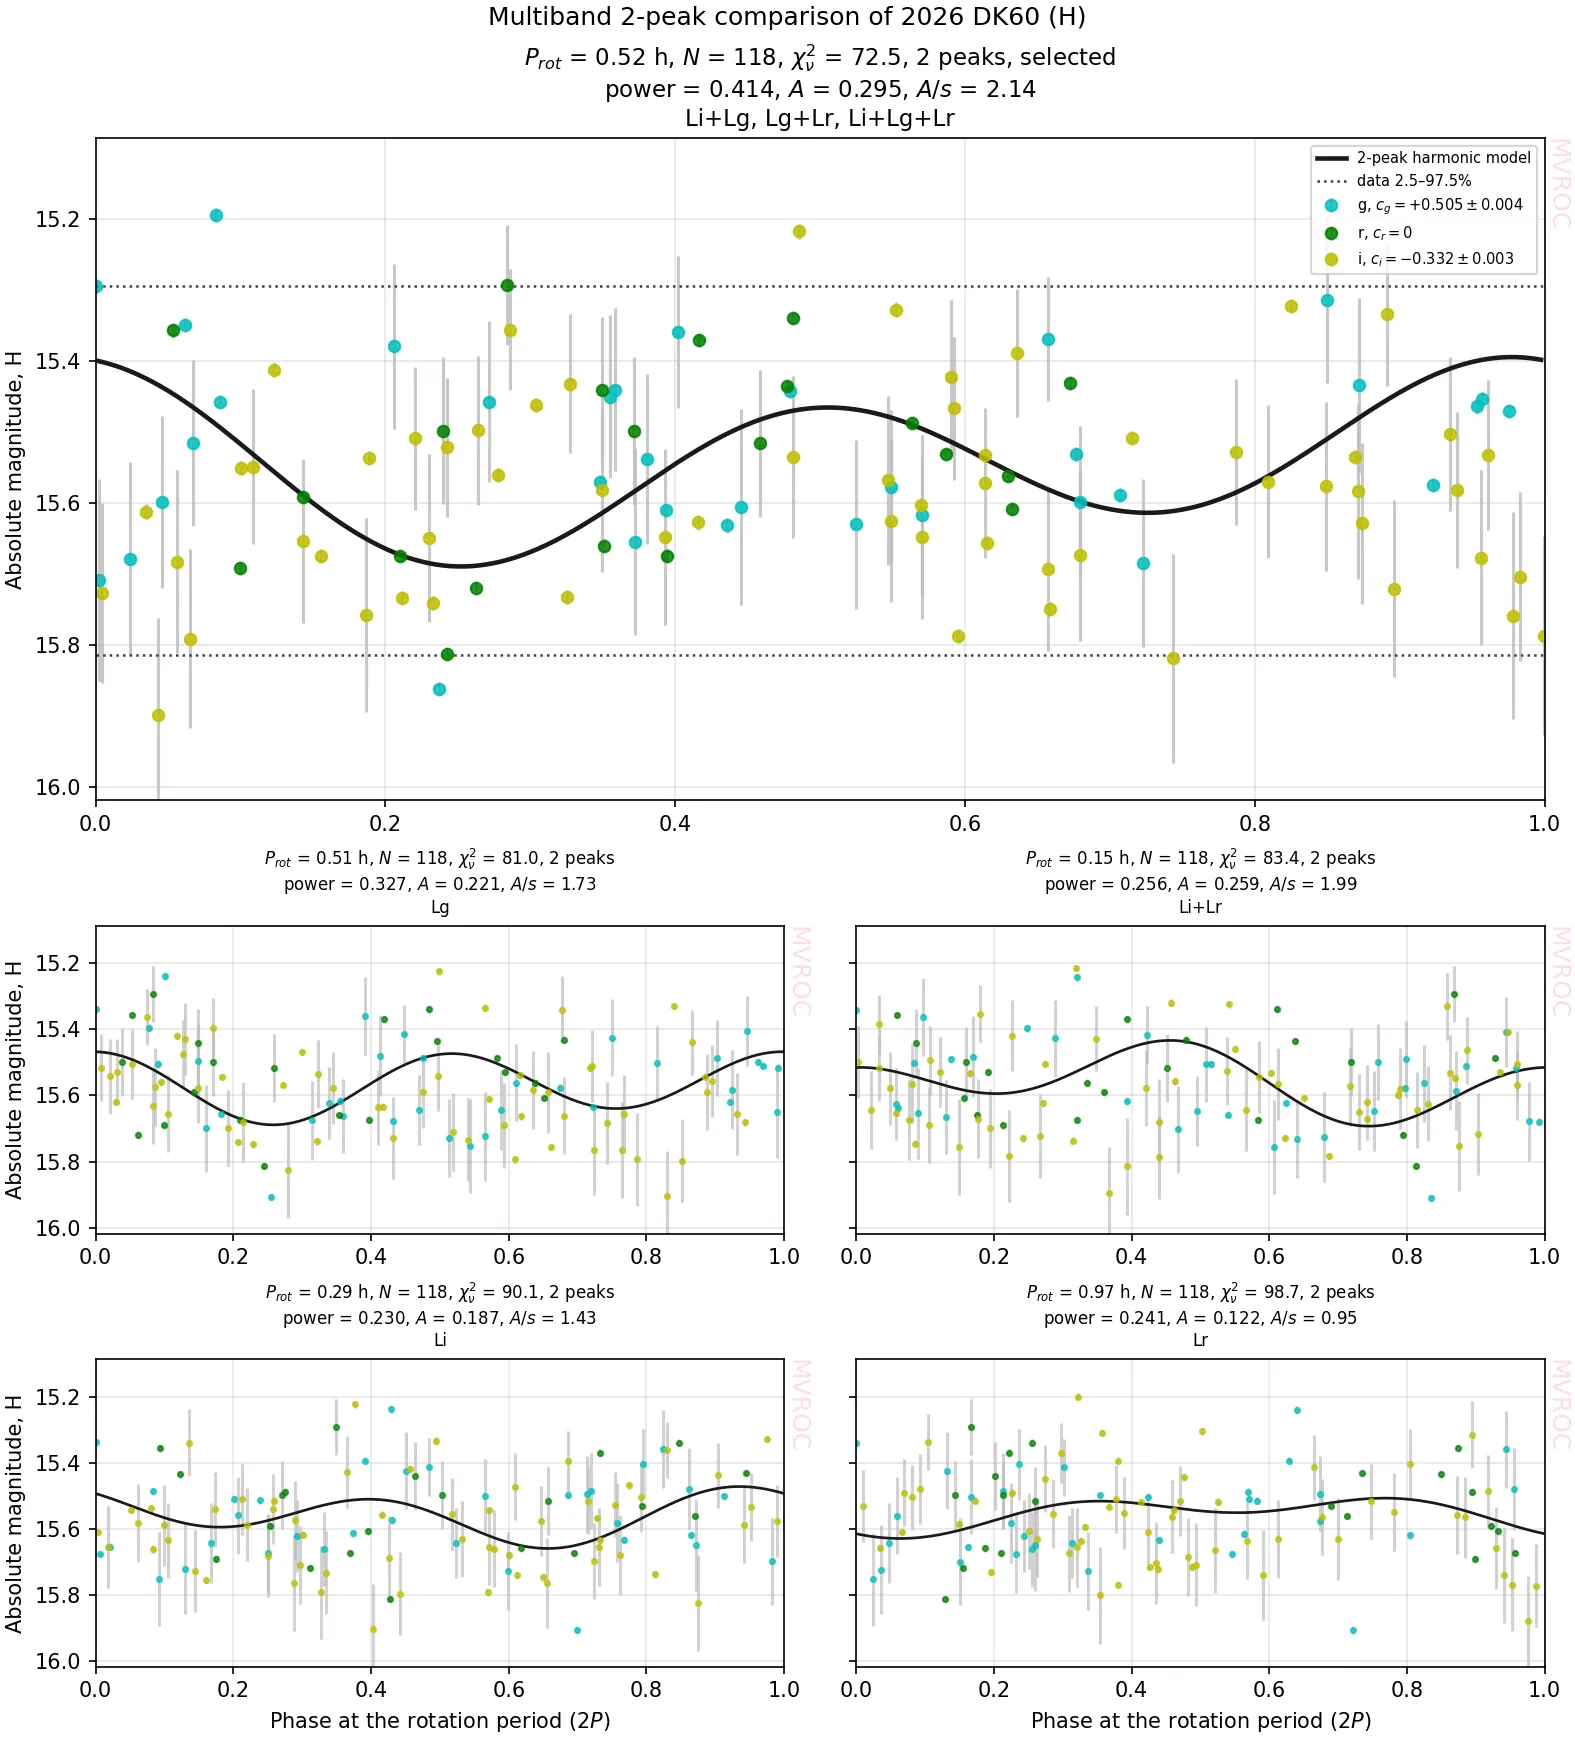 Multiband 2-peak comparison of 2026 DK60 (H)
P_rot = 0.52 h, N = 118, χ²_ν = 72.5, 2 peaks, selected
power = 0.414, A = 0.295, A/s = 2.14
Li+Lg, Lg+Lr, Li+Lg+Lr
2-peak harmonic model
data 2.5–97.5%
g, c_g = +0.505 ± 0.004
r, c_r = 0
i, c_i = −0.332 ± 0.003
MVROC
Absolute magnitude, H
15.2
15.4
15.6
15.8
16.0
0.0 0.2 0.4 0.6 0.8 1.0
P_rot = 0.51 h, N = 118, χ²_ν = 81.0, 2 peaks
power = 0.327, A = 0.221, A/s = 1.73
Lg
MVROC
Absolute magnitude, H
15.2
15.4
15.6
15.8
16.0
0.0 0.2 0.4 0.6 0.8 1.0
P_rot = 0.15 h, N = 118, χ²_ν = 83.4, 2 peaks
power = 0.256, A = 0.259, A/s = 1.99
Li+Lr
MVROC
0.0 0.2 0.4 0.6 0.8 1.0
P_rot = 0.29 h, N = 118, χ²_ν = 90.1, 2 peaks
power = 0.230, A = 0.187, A/s = 1.43
Li
MVROC
Absolute magnitude, H
15.2
15.4
15.6
15.8
16.0
0.0 0.2 0.4 0.6 0.8 1.0
Phase at the rotation period (2P)
P_rot = 0.97 h, N = 118, χ²_ν = 98.7, 2 peaks
power = 0.241, A = 0.122, A/s = 0.95
Lr
MVROC
0.0 0.2 0.4 0.6 0.8 1.0
Phase at the rotation period (2P)